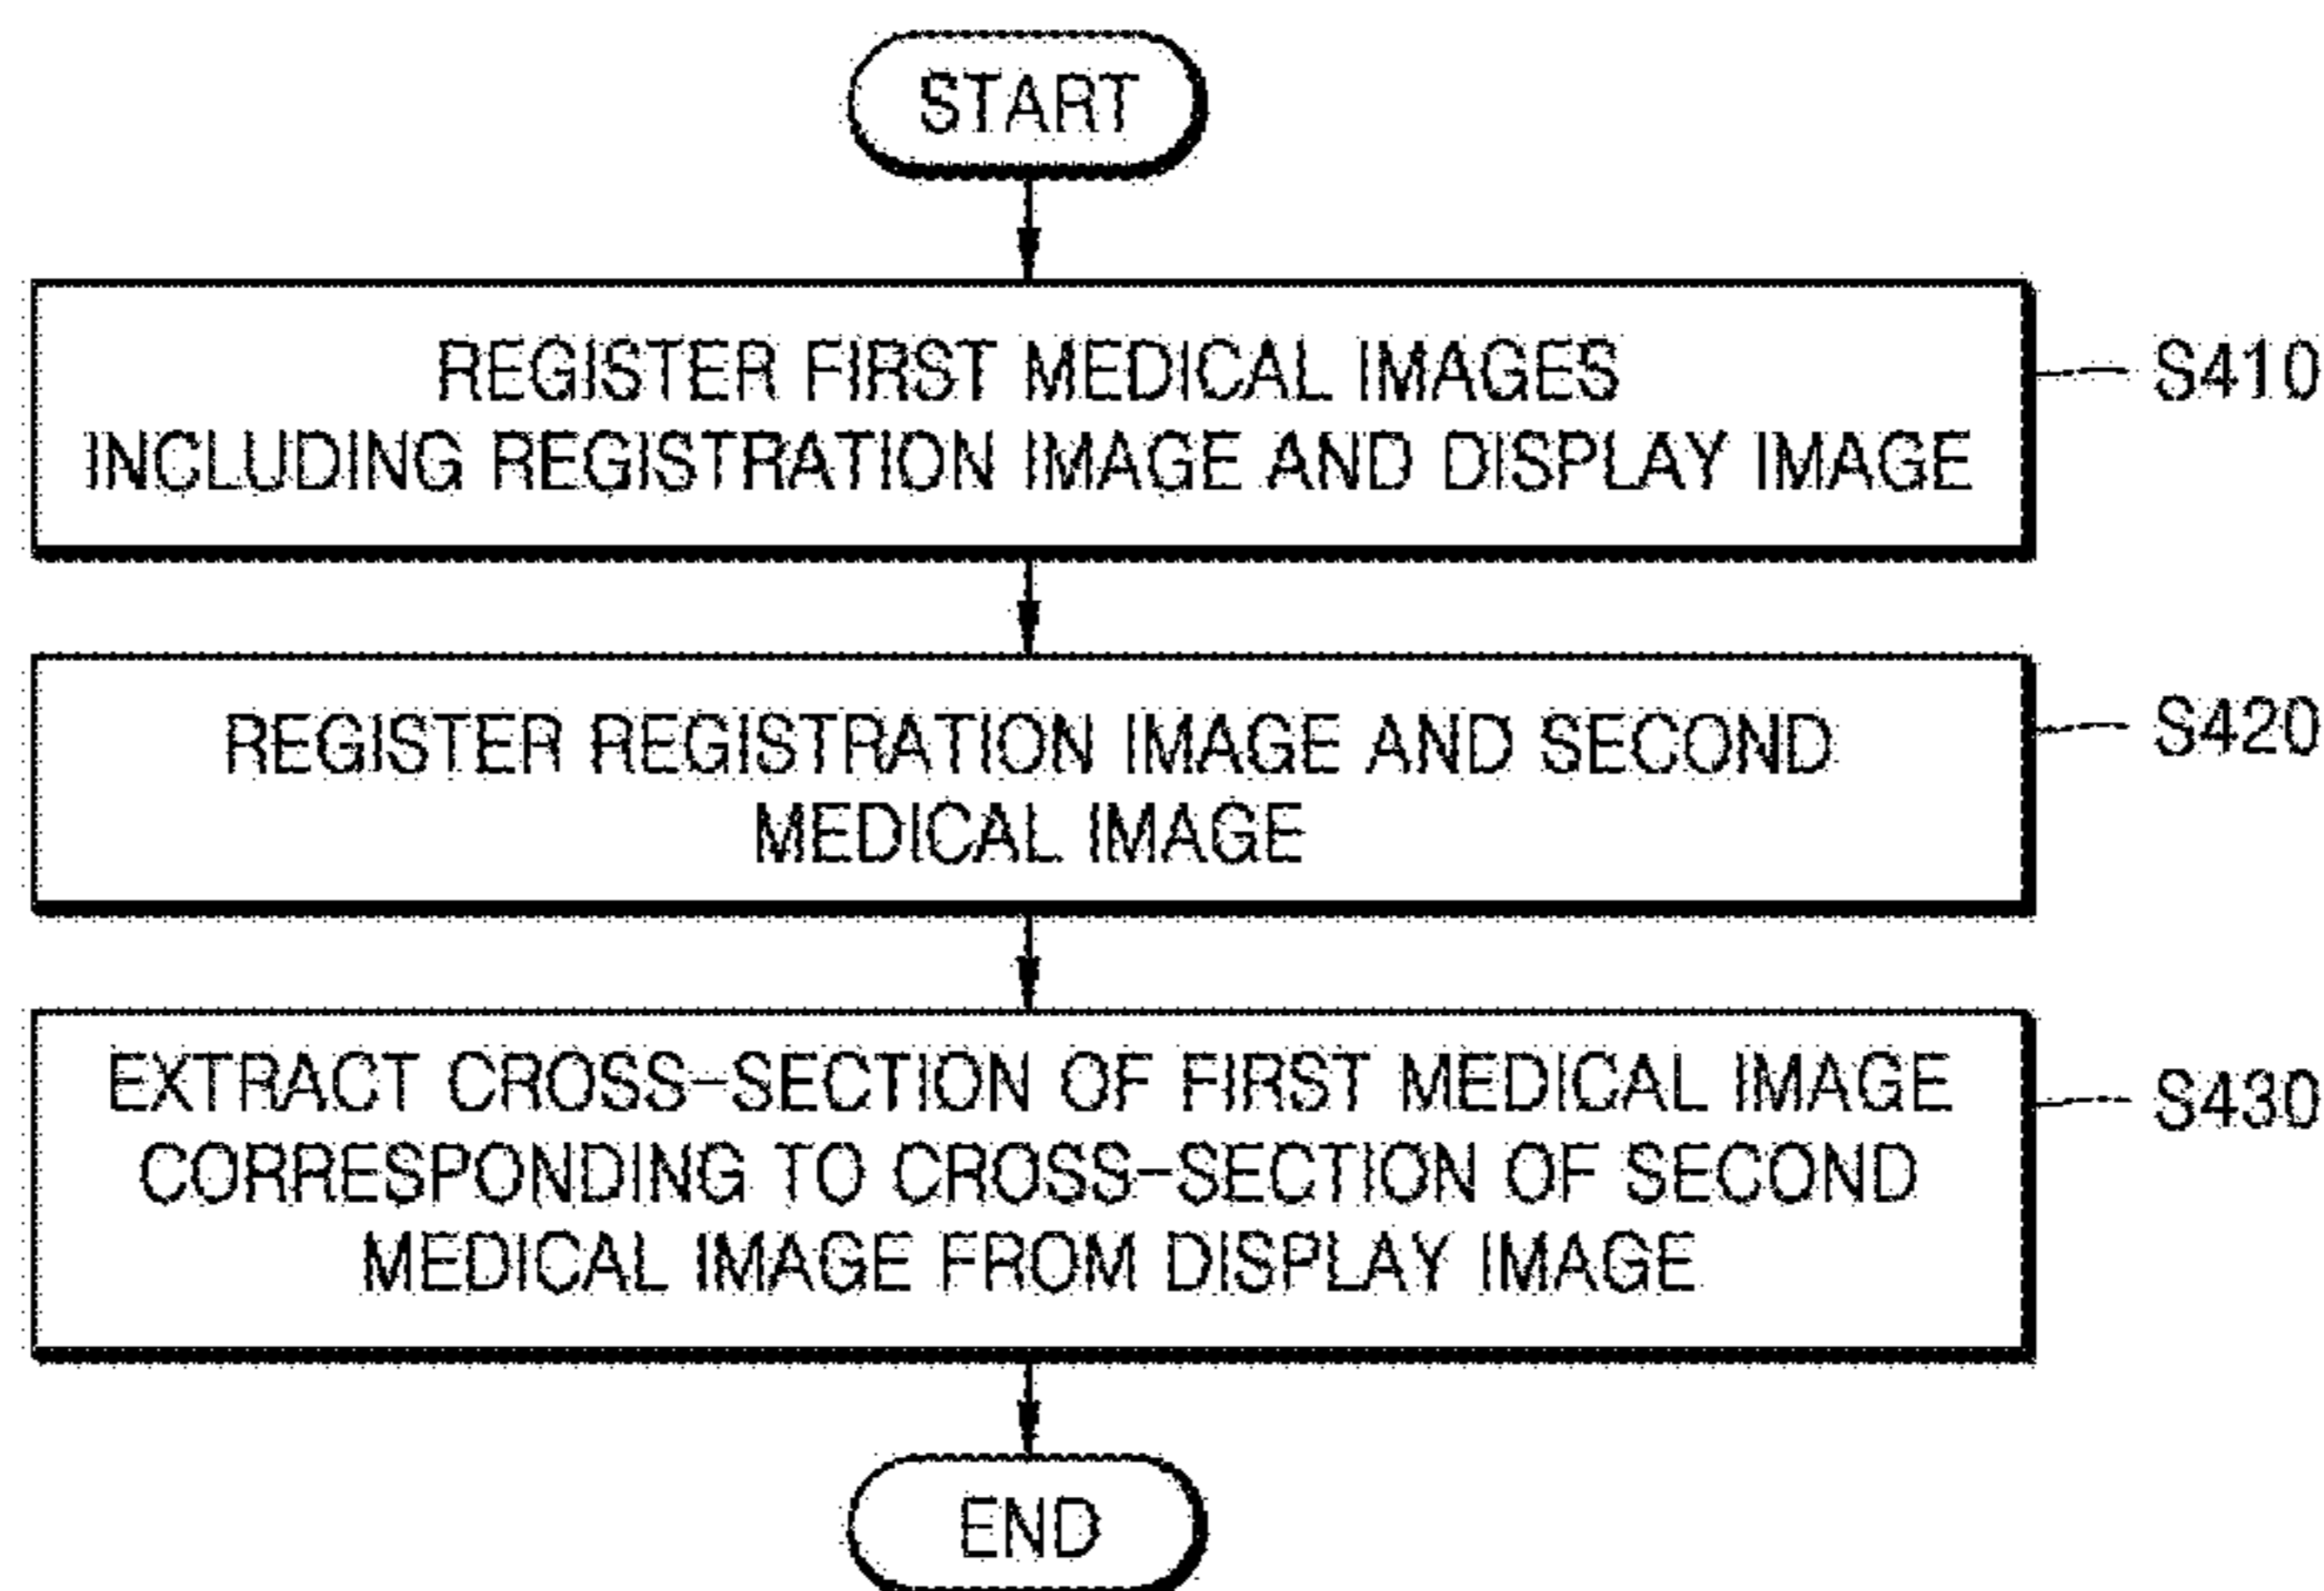 START
REGISTER FIRST MEDICAL IMAGES
INCLUDING REGISTRATION IMAGE AND DISPLAY IMAGE
S410
REGISTER REGISTRATION IMAGE AND SECOND
MEDICAL IMAGE
S420
EXTRACT CROSS-SECTION OF FIRST MEDICAL IMAGE
CORRESPONDING TO CROSS-SECTION OF SECOND
MEDICAL IMAGE FROM DISPLAY IMAGE
S430
END